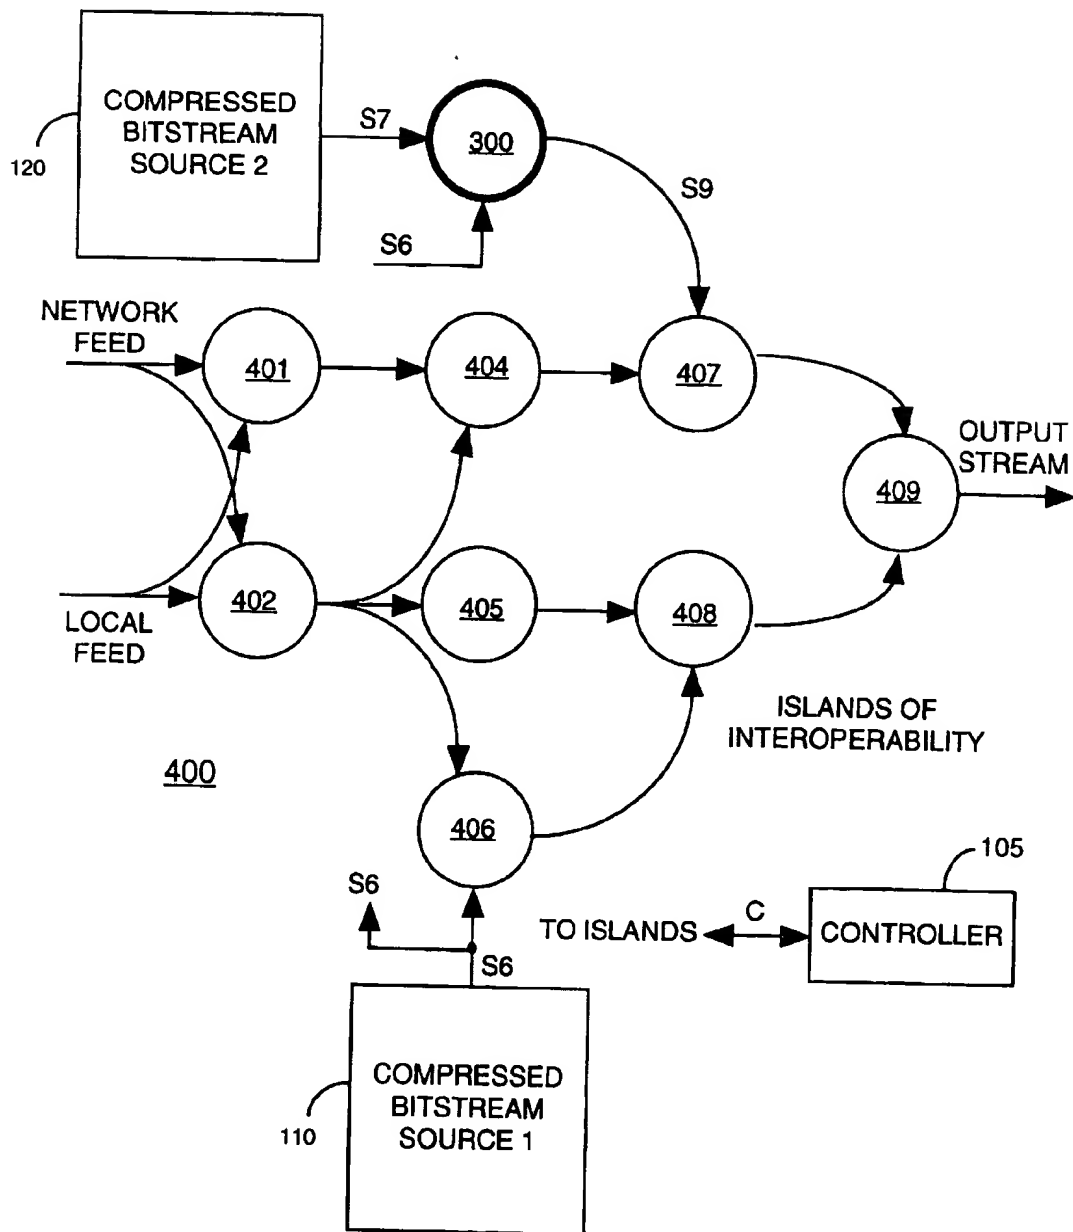 COMPRESSED
BITSTREAM
SOURCE 2
120
S7
300
S9
S6
NETWORK
FEED
401
404
407
OUTPUT
STREAM
409
402
405
408
LOCAL
FEED
ISLANDS OF
INTEROPERABILITY
400
406
105
S6
TO ISLANDS
C
CONTROLLER
S6
COMPRESSED
BITSTREAM
SOURCE 1
110